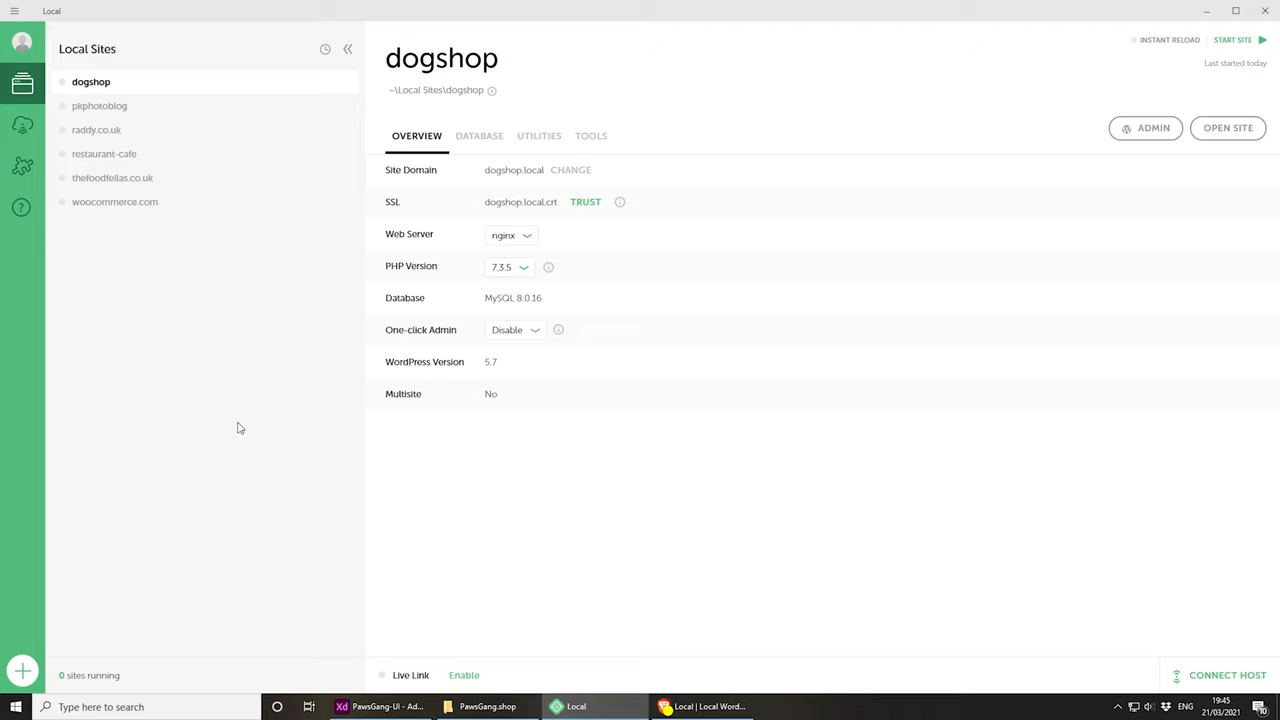 Local
Local Sites
dogshop
pkphotoblog
raddy.co.uk
restaurant-cafe
thefoodfellas.co.uk
woocommerce.com
0 sites running
dogshop
~\Local Sites\dogshop
INSTANT RELOAD
START SITE
Last started today
OVERVIEW DATABASE UTILITIES TOOLS
ADMIN
OPEN SITE
Site Domain dogshop.local CHANGE
SSL dogshop.local.crt TRUST
Web Server nginx
PHP Version 7.3.5
Database MySQL 8.0.16
One-click Admin Disable
WordPress Version 5.7
Multisite No
Live Link Enable
CONNECT HOST
Type here to search
Xd PawsGang-UI - Ad...
PawsGang.shop
Local
Local | Local Word...
ENG
19:45
21/03/2021
10